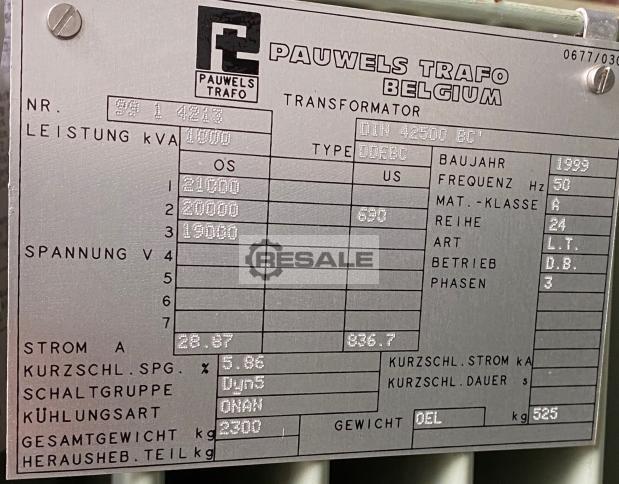 0677/030
PAUWELS TRAFO
BELGIUM
PAUWELS
TRAFO
TRANSFORMATOR
NR. 99 1 4213
DIN 42500 BC'
LEISTUNG kVA 1000 TYPE
OS US
1 21000
2 20000 690
3 19000
SPANNUNG V 4
5
6
7
STROM A 28.87 836.7
BAUJAHR 1999
FREQUENZ Hz 50
MAT.-KLASSE A
REIHE 24
ART L.T.
BETRIEB D.B.
PHASEN 3
RESALE
KURZSCHL.SPG. % 5.86 KURZSCHL.STROM kA
SCHALTGRUPPE Dyn5 KURZSCHL.DAUER s
KÜHLUNGSART ONAN
GESAMTGEWICHT kg 2300 GEWICHT OEL kg 525
HERAUSHEB.TEIL kg